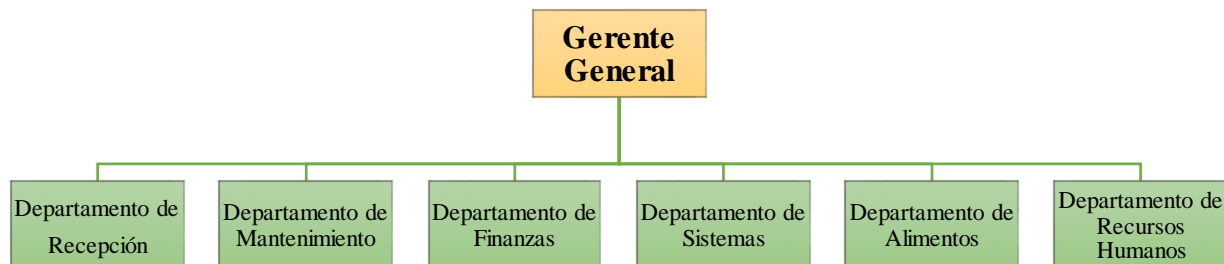 Gerente
General
Departamento de
Recepción
Departamento de
Mantenimiento
Departamento de
Finanzas
Departamento de
Sistemas
Departamento de
Alimentos
Departamento de
Recursos
Humanos